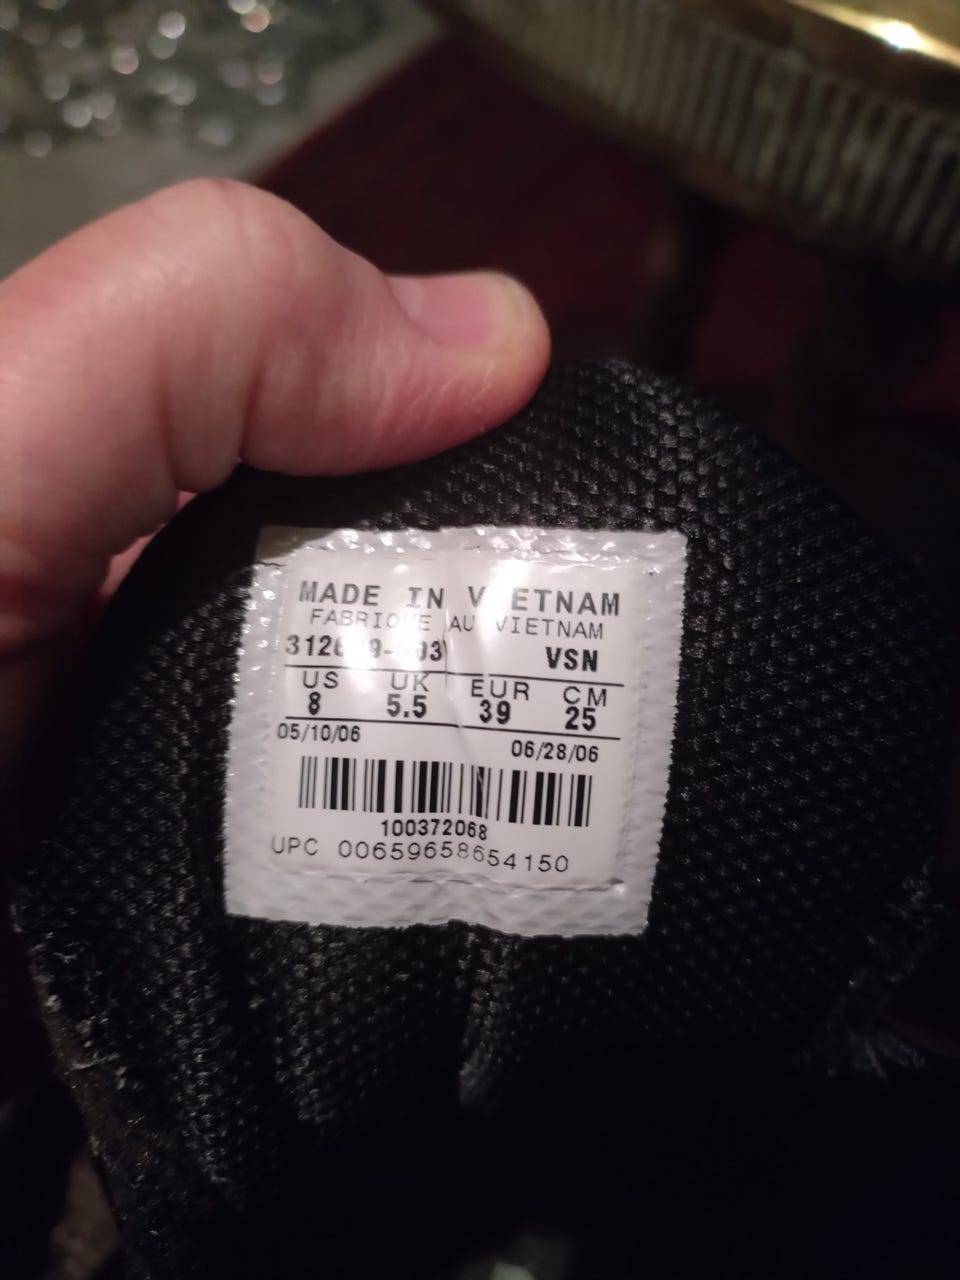 MADE IN VIETNAM
FABRIQUE AU VIETNAM
VSN
US UK EUR CM
8 5.5 39 25
05/10/06 06/28/06
100372068
UPC 00659658654150